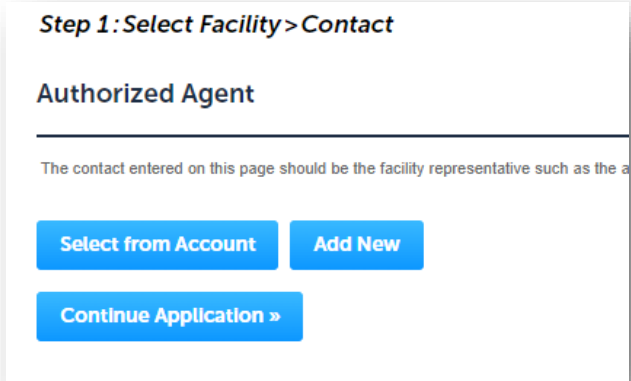 Step 1: Select Facility > Contact
Authorized Agent
The contact entered on this page should be the facility representative such as the
Select from Account Add New
Continue Application »